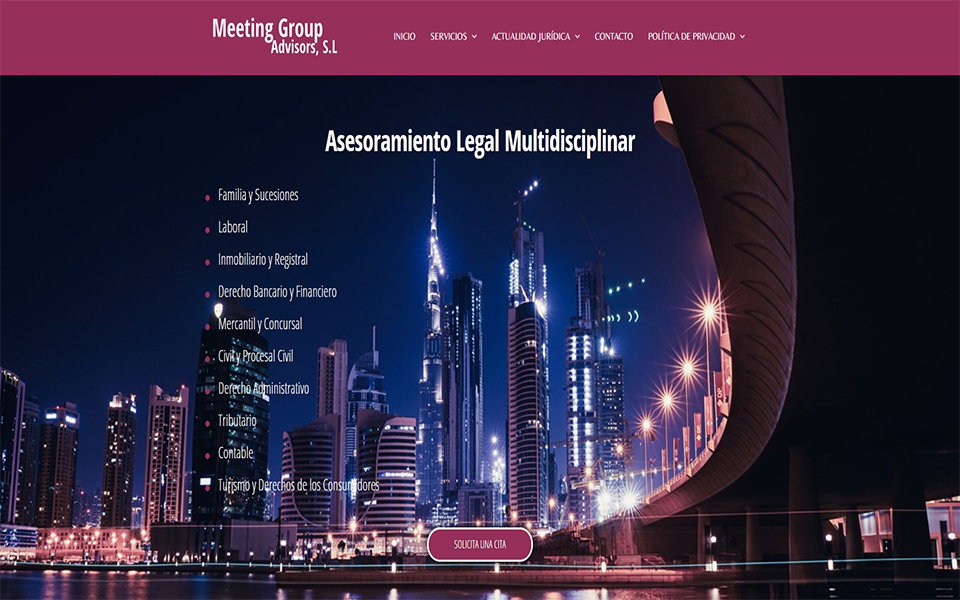 Meeting Group
Advisors, S.L
INICIO SERVICIOS ACTUALIDAD JURÍDICA CONTACTO POLÍTICA DE PRIVACIDAD
Asesoramiento Legal Multidisciplinar
Familia y Sucesiones
Laboral
Inmobiliario y Registral
Derecho Bancario y Financiero
Mercantil y Concursal
Civil y Procesal Civil
Derecho Administrativo
Tributario
Contable
Turismo y Derechos de los Consumidores
SOLICITA UNA CITA